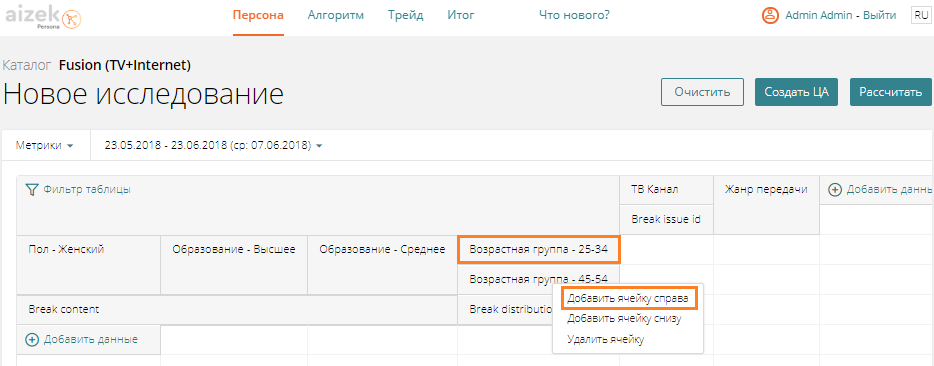 aizek
Persona
Персона Алгоритм Трейд Итог Что нового? Admin Admin - Выйти RU
Каталог Fusion (TV+Internet)
Новое исследование
Очистить Создать ЦА Рассчитать
Метрики 23.05.2018 - 23.06.2018 (ср: 07.06.2018)
Фильтр таблицы ТВ Канал Жанр передачи Добавить данны
Break issue id
Пол - Женский Образование - Высшее Образование - Среднее Возрастная группа - 25-34
Возрастная группа - 45-54
Добавить ячейку справа
Break content Break distributio
Добавить ячейку снизу
Добавить данные Удалить ячейку